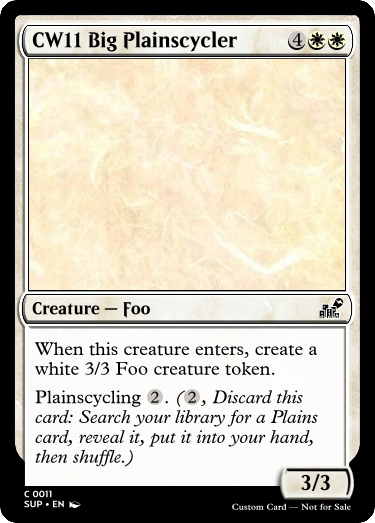 CW11 Big Plainscycler 4
Creature — Foo
When this creature enters, create a
white 3/3 Foo creature token.
Plainscycling 2. (2, Discard this
card: Search your library for a Plains
card, reveal it, put it into your hand,
then shuffle.)
3/3
C 0011
SUP • EN
Custom Card — Not for Sale